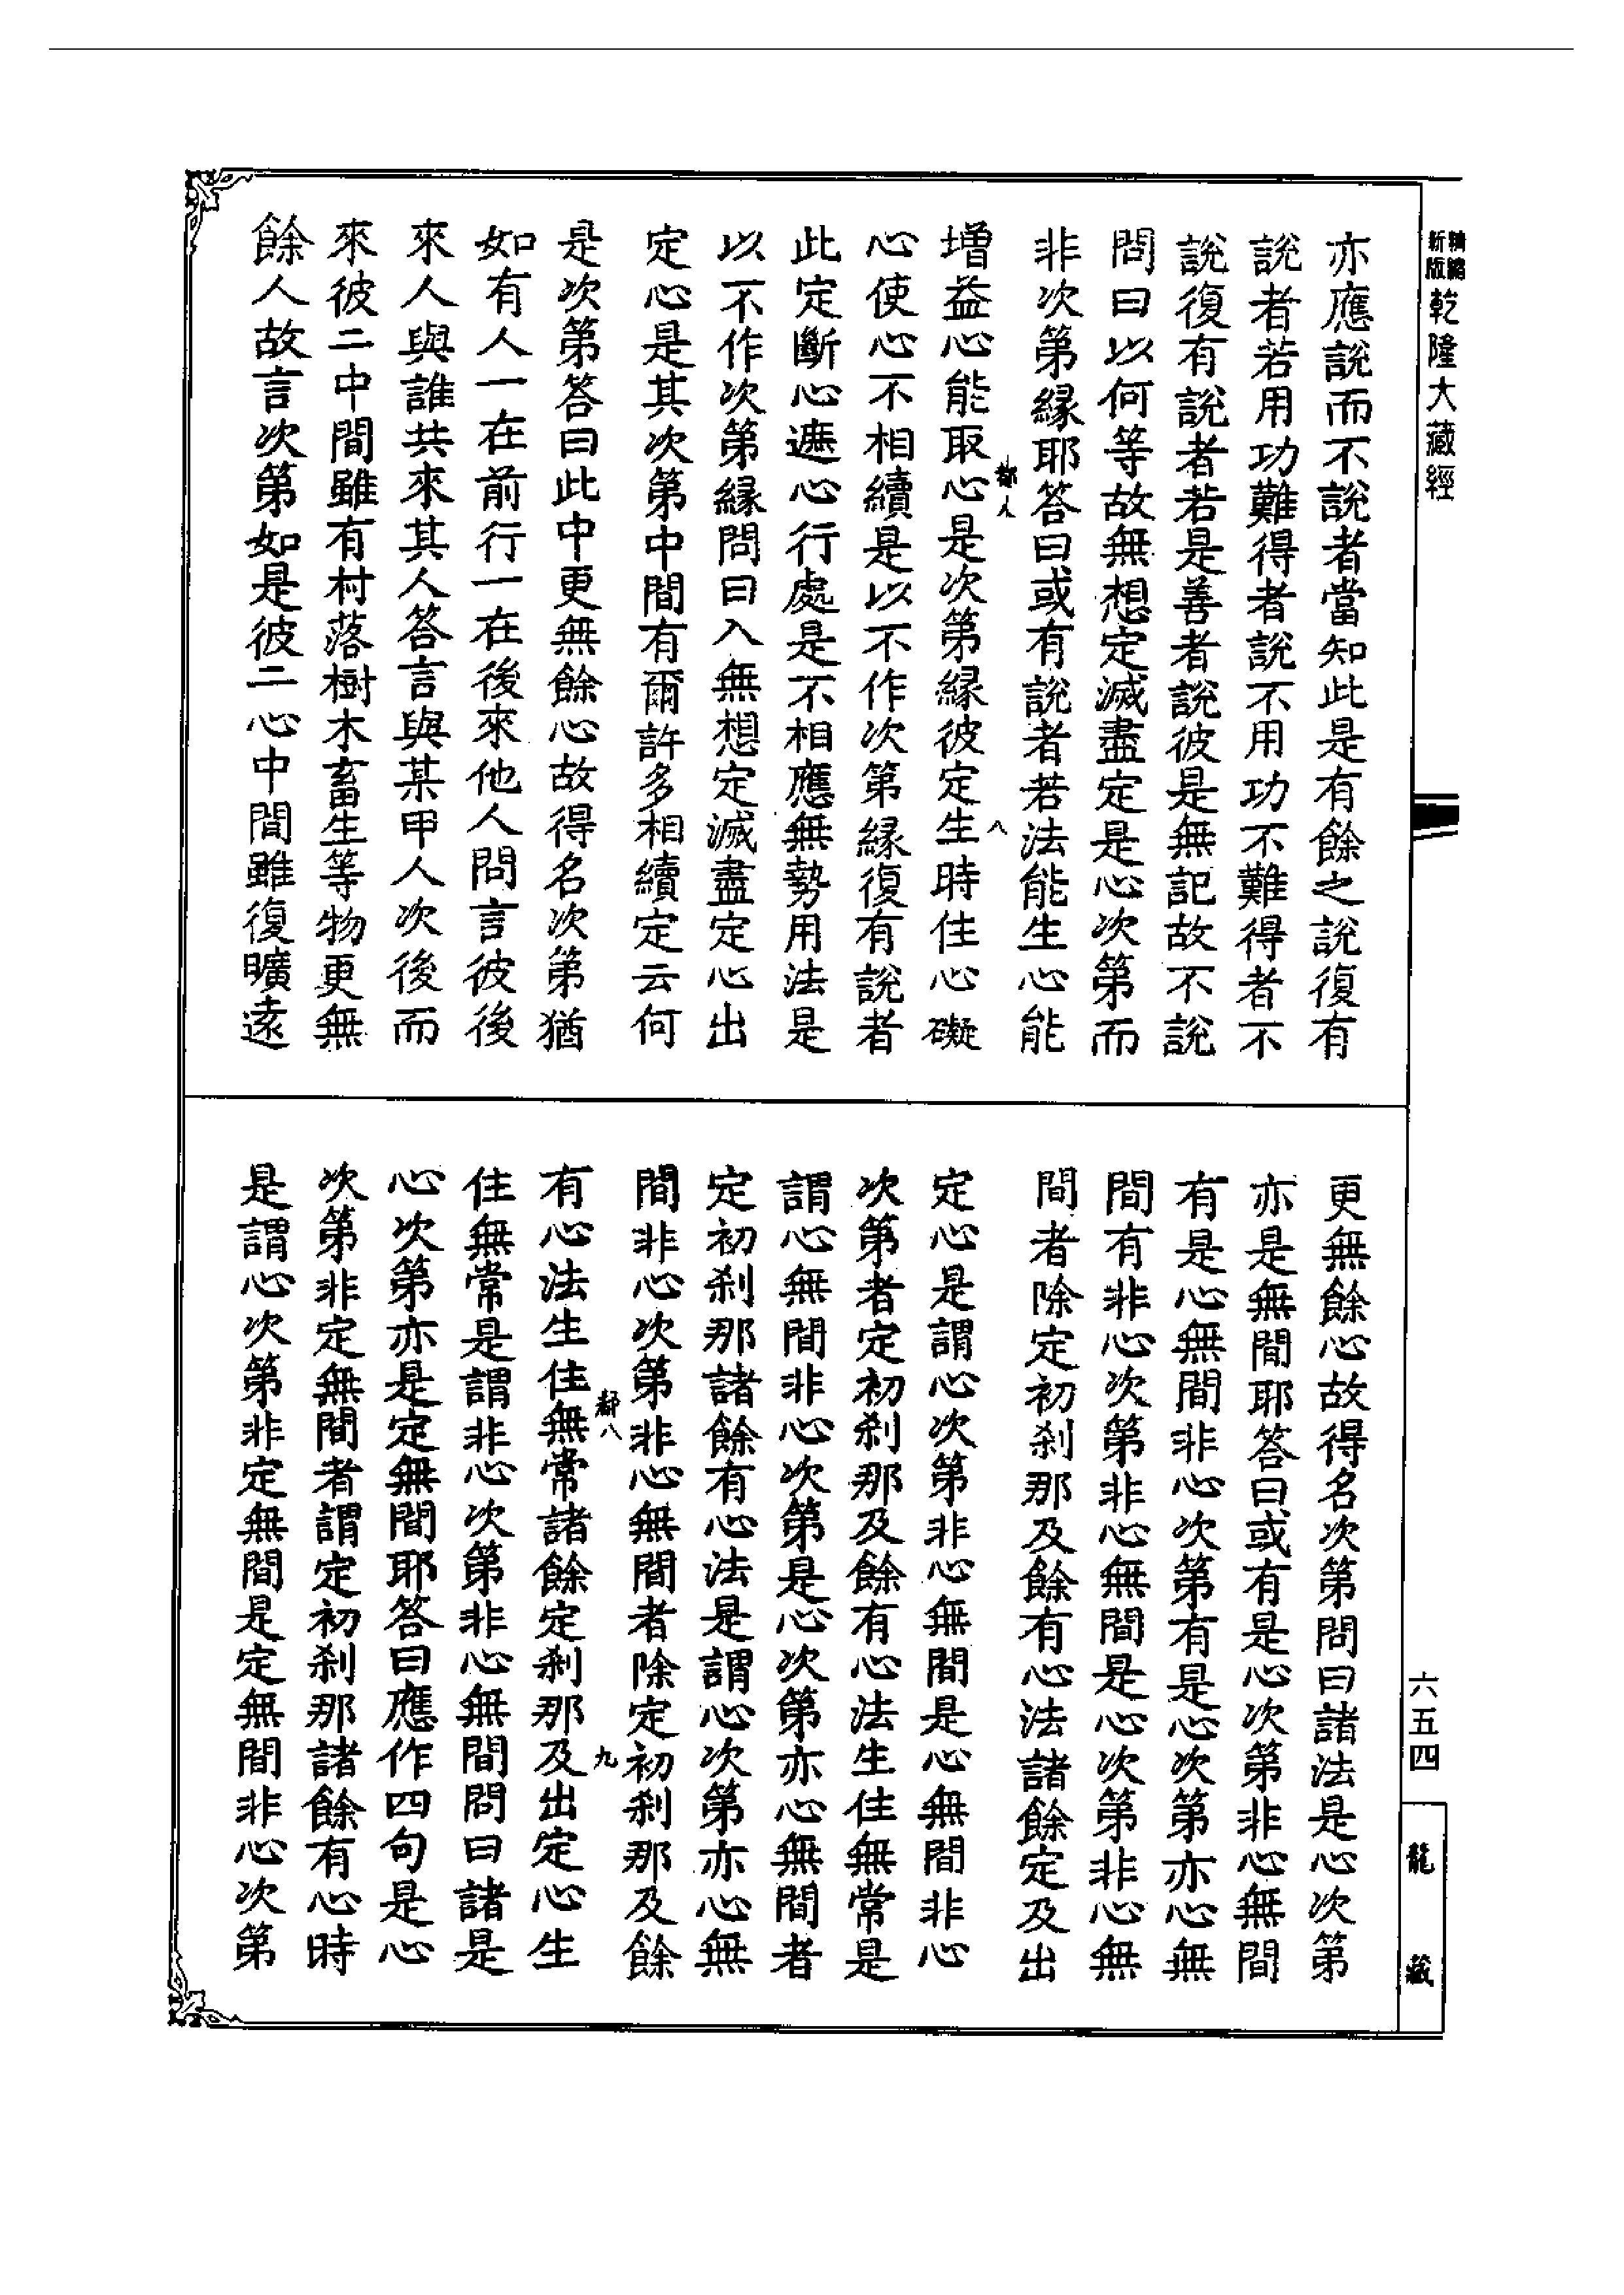 精縮新版乾隆大藏經
亦應說而不說者當知此是有餘之說復有
說者若用功難得者說不用功不難得者不
說復有說者若是善者說彼是無記故不說
問曰以何等故無想定滅盡定是心次第而
非次第緣耶答曰或有說者若法能生心能
都八
八
增益心能取心是次第緣彼定生時住心礙
心使心不相續是以不作次第緣復有說者
此定斷心遮心行處是不相應無勢用法是
以不作次第緣問曰入無想定滅盡定心出
定心是其次第中間有爾許多相續定云何
是次第答曰此中更無餘心故得名次第猶
如有人一在前行一在後來他人問言彼後
來人與誰共來其人答言與某甲人次後而
來彼二中間雖有村落樹木畜生等物更無
餘人故言次第如是彼二心中間雖復曠遠
更無餘心故得名次第問曰諸法是心次第
亦是無間耶答曰或有是心次第非心無間
有是心無間非心次第有是心次第亦心無
間有非心次第非心無間是心次第非心無
間者除定初剎那及餘有心法諸餘定及出
定心是謂心次第非心無間是心無間非心
次第者定初剎那及餘有心法生住無常是
謂心無間非心次第是心次第亦心無間者
定初剎那諸餘有心法是謂心次第亦心無
間非心次第非心無間者除定初剎那及餘
都八
九
有心法生住無常諸餘定剎那及出定心生
住無常是謂非心次第非心無間問曰諸是
心次第亦是定無間耶答曰應作四句是心
次第非定無間者謂定初剎那諸餘有心時
是謂心次第非定無間是定無間非心次第
六五四
龍藏